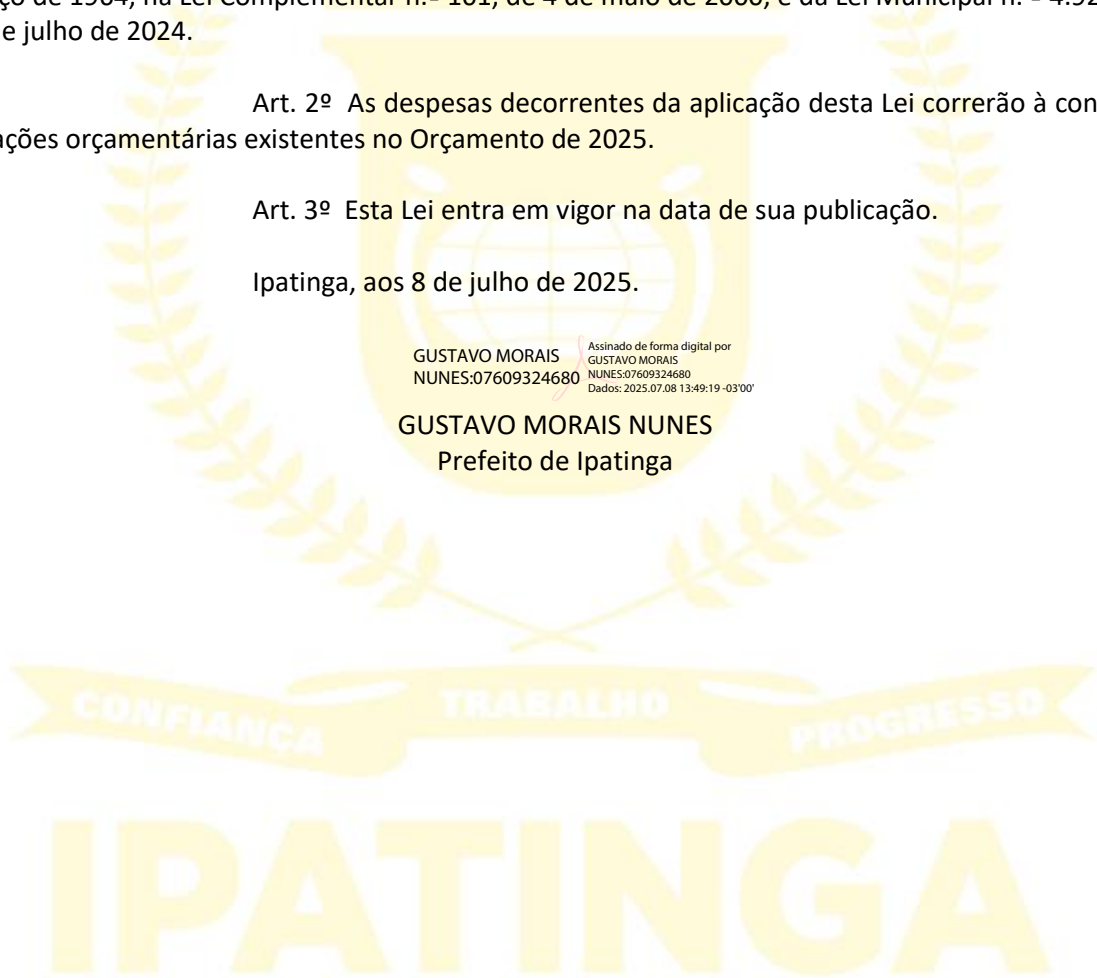 ço de 1964, na Lei Complementar n.º 101, de 4 de maio de 2000, e da Lei Municipal n.º 4.92
e julho de 2024.
Art. 2º As despesas decorrentes da aplicação desta Lei correrão à con
ções orçamentárias existentes no Orçamento de 2025.
Art. 3º Esta Lei entra em vigor na data de sua publicação.
Ipatinga, aos 8 de julho de 2025.
GUSTAVO MORAIS
NUNES:07609324680
Assinado de forma digital por
GUSTAVO MORAIS
NUNES:07609324680
Dados: 2025.07.08 13:49:19 -03'00'
GUSTAVO MORAIS NUNES
Prefeito de Ipatinga
CONFIANÇA TRABALHO PROGRESSO
IPATINGA